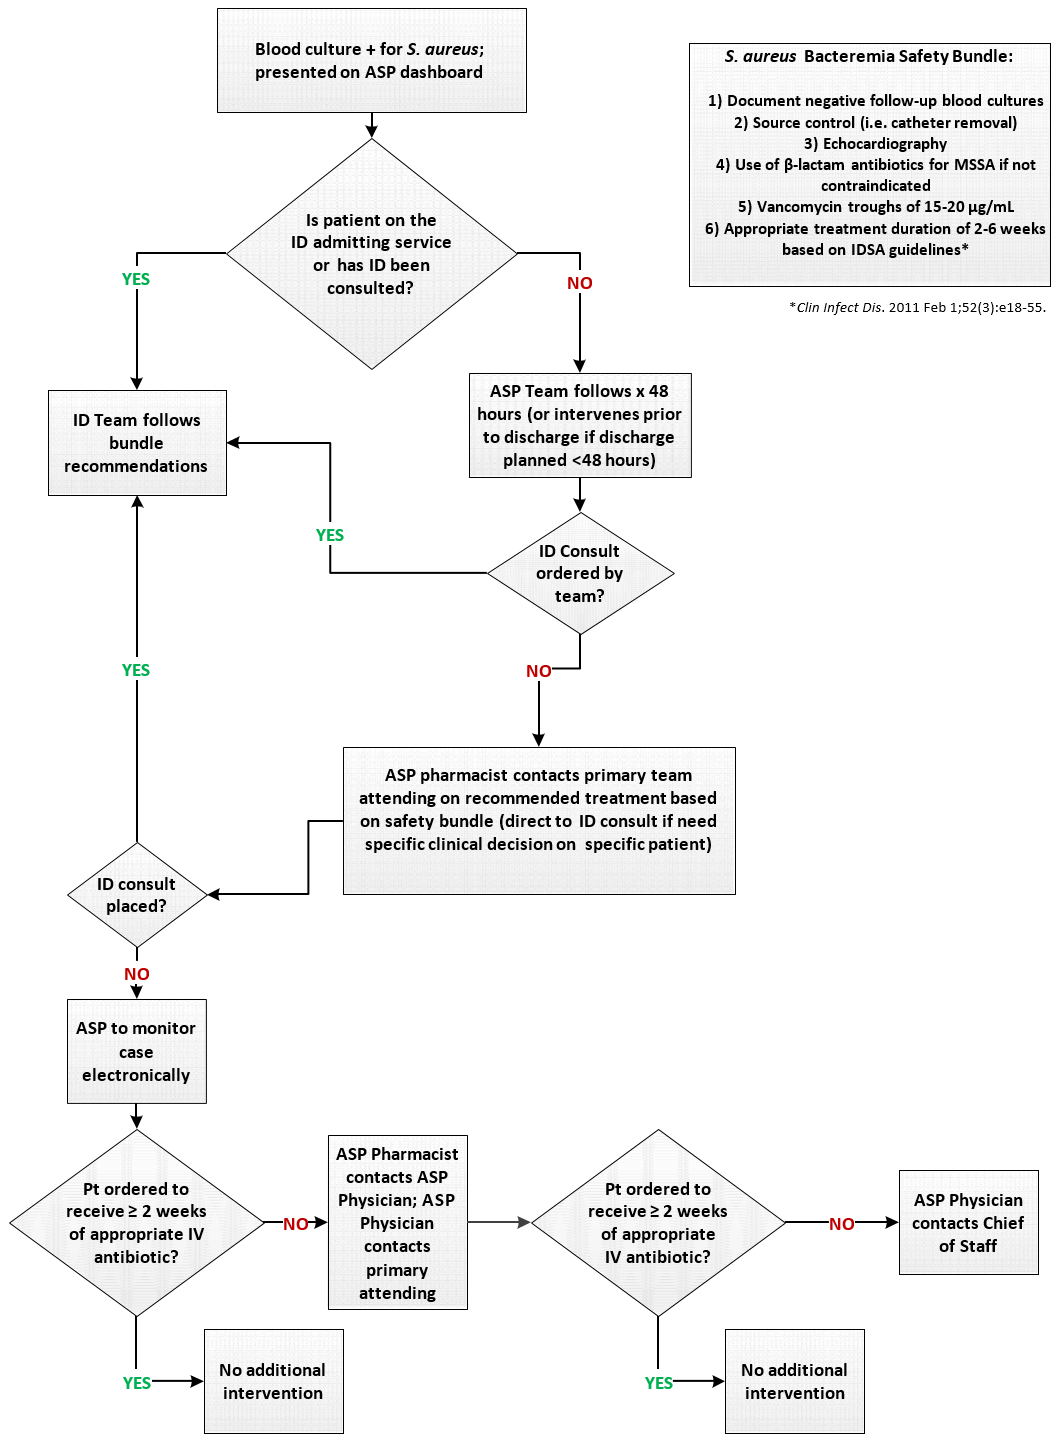 Blood culture + for S. aureus;
presented on ASP dashboard
S. aureus  Bacteremia Safety Bundle:
1) Document negative follow-up blood cultures
2) Source control (i.e. catheter removal)
3) Echocardiography
4) Use of β-lactam antibiotics for MSSA if not
contraindicated
5) Vancomycin troughs of 15-20 µg/mL
6) Appropriate treatment duration of 2-6 weeks
based on IDSA guidelines*
*Clin Infect Dis. 2011 Feb 1;52(3):e18-55.
Is patient on the
ID admitting service
or  has ID been
consulted?
YES
NO
ID Team follows
bundle
recommendations
ASP Team follows x 48
hours (or intervenes prior
to discharge if discharge
planned <48 hours)
YES
ID Consult
ordered by
team?
NO
YES
ASP pharmacist contacts primary team
attending on recommended treatment based
on safety bundle (direct to  ID consult if need
specific clinical decision on  specific patient)
ID consult
placed?
NO
ASP to monitor
case
electronically
Pt ordered to
receive ≥ 2 weeks
of appropriate IV
antibiotic?
NO
ASP Pharmacist
contacts ASP
Physician; ASP
Physician
contacts
primary
attending
Pt ordered to
receive ≥ 2 weeks
of appropriate
IV antibiotic?
NO
ASP Physician
contacts Chief
of Staff
YES
No additional
intervention
YES
No additional
intervention